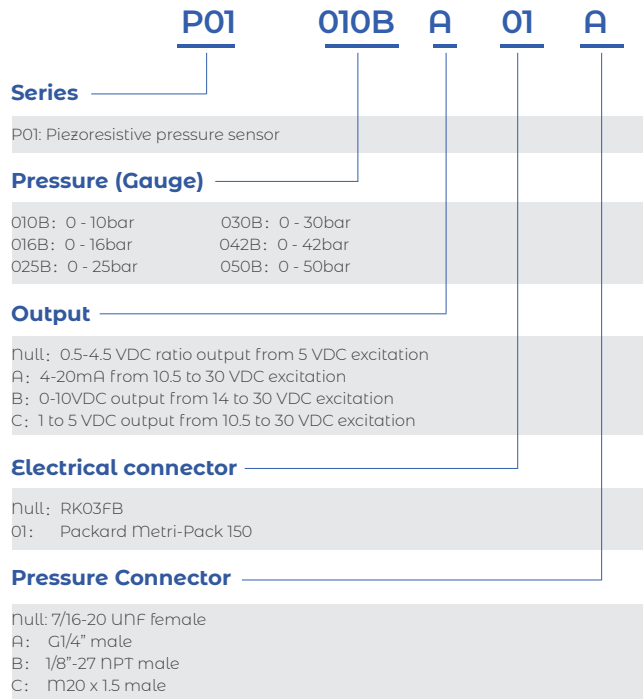 P01 010B A 01 A
Series
P01: Piezoresistive pressure sensor
Pressure (Gauge)
010B：0 - 10bar 030B：0 - 30bar
016B：0 - 16bar 042B：0 - 42bar
025B：0 - 25bar 050B：0 - 50bar
Output
Null：0.5-4.5 VDC ratio output from 5 VDC excitation
A：4-20mA from 10.5 to 30 VDC excitation
B：0-10VDC output from 14 to 30 VDC excitation
C：1 to 5 VDC output from 10.5 to 30 VDC excitation
Electrical connector
Null：RK03FB
01： Packard Metri-Pack 150
Pressure Connector
Null: 7/16-20 UNF female
A： G1/4” male
B： 1/8”-27 NPT male
C： M20 x 1.5 male